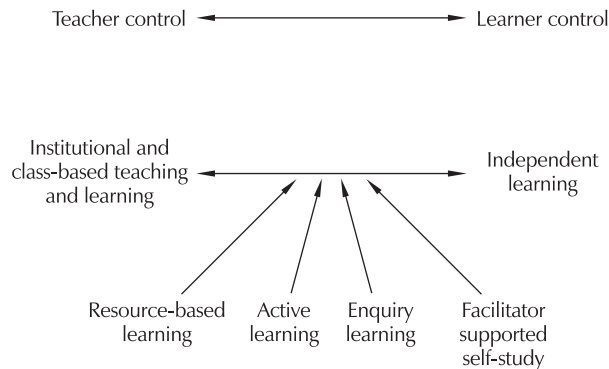 Teacher control
Learner control
Institutional and
class-based teaching
and learning
Independent
learning
Resource-based
learning
Active
learning
Enquiry
learning
Facilitator
supported
self-study